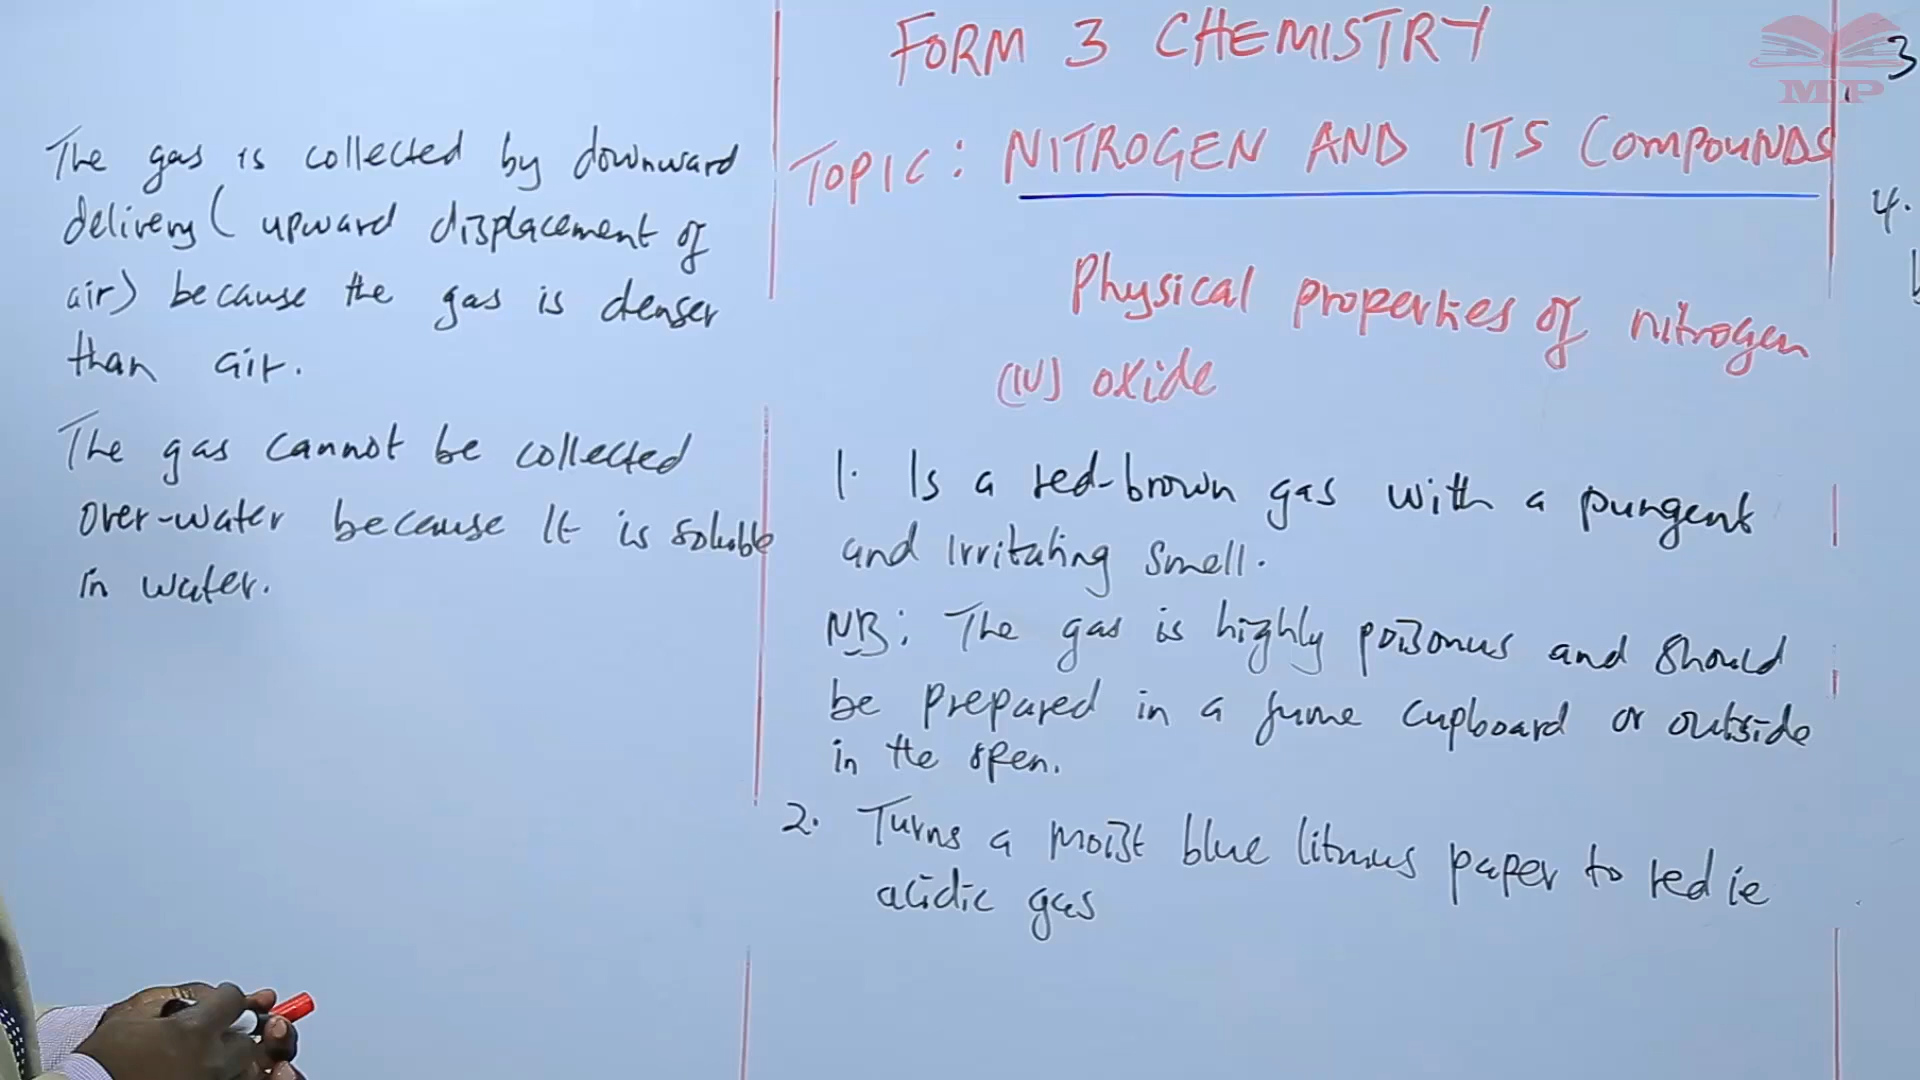 The gas is collected by downward
delivery ( upward displacement of
air) because the gas is denser
than air.
The gas cannot be collected
over-water because it is soluble
in water.
FORM 3 CHEMISTRY
TOPIC: NITROGEN AND ITS COMPOUNDS
Physical properties of nitrogen
(IV) oxide
1. Is a red-brown gas with a pungent
and irritating smell.
NB: The gas is highly poisonus and should
be prepared in a fume cupboard or outside
in the open.
2. Turns a moist blue litmus paper to red ie
acidic gas
3
4.
MP